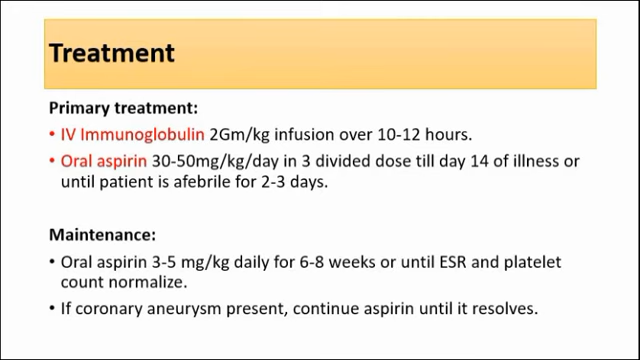 Treatment
Primary treatment:
• IV Immunoglobulin 2Gm/kg infusion over 10-12 hours.
• Oral aspirin 30-50mg/kg/day in 3 divided dose till day 14 of illness or
until patient is afebrile for 2-3 days.
Maintenance:
• Oral aspirin 3-5 mg/kg daily for 6-8 weeks or until ESR and platelet
count normalize.
• If coronary aneurysm present, continue aspirin until it resolves.